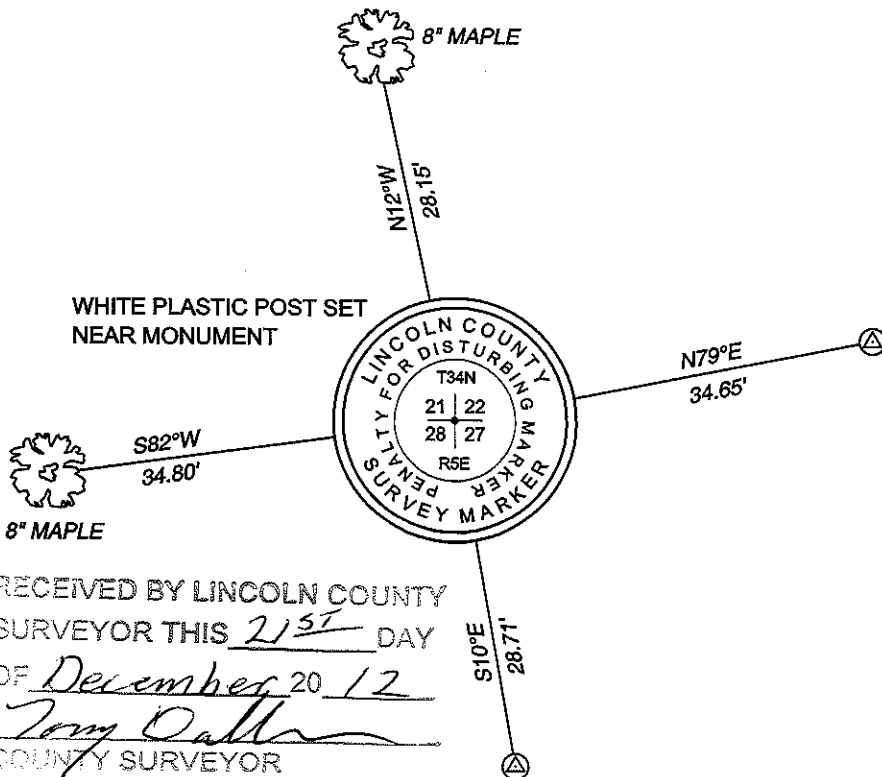 8" MAPLE
N12°W
28.15'
WHITE PLASTIC POST SET
NEAR MONUMENT
LINCOLN COUNTY
PENALTY FOR DISTURBING MARKER
T34N
21 22
28 27
R5E
SURVEY MARKER
N79°E
34.65'
S82°W
34.80'
8" MAPLE
S10°E
28.71'
RECEIVED BY LINCOLN COUNTY
SURVEYOR THIS 21ST DAY
OF December 20 12
Tony
COUNTY SURVEYOR